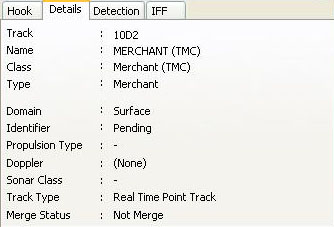 Hook Details Detection IFF
Track : 10D2
Name : MERCHANT (TMC)
Class : Merchant (TMC)
Type : Merchant
Domain : Surface
Identifier : Pending
Propulsion Type : -
Doppler : (None)
Sonar Class : -
Track Type : Real Time Point Track
Merge Status : Not Merge